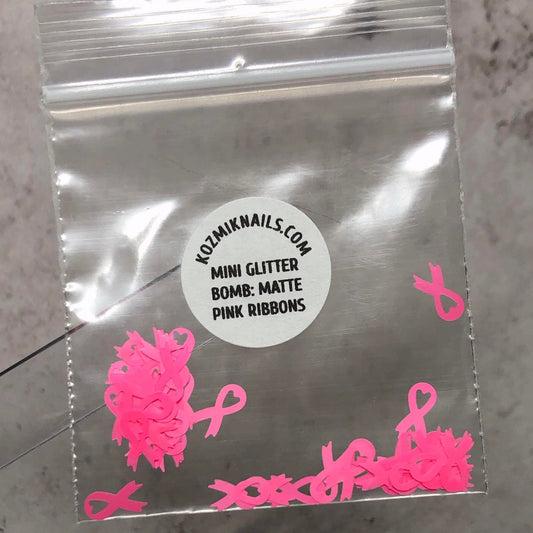 KOZMIKNAILS.COM
MINI GLITTER
BOMB: MATTE
PINK RIBBONS